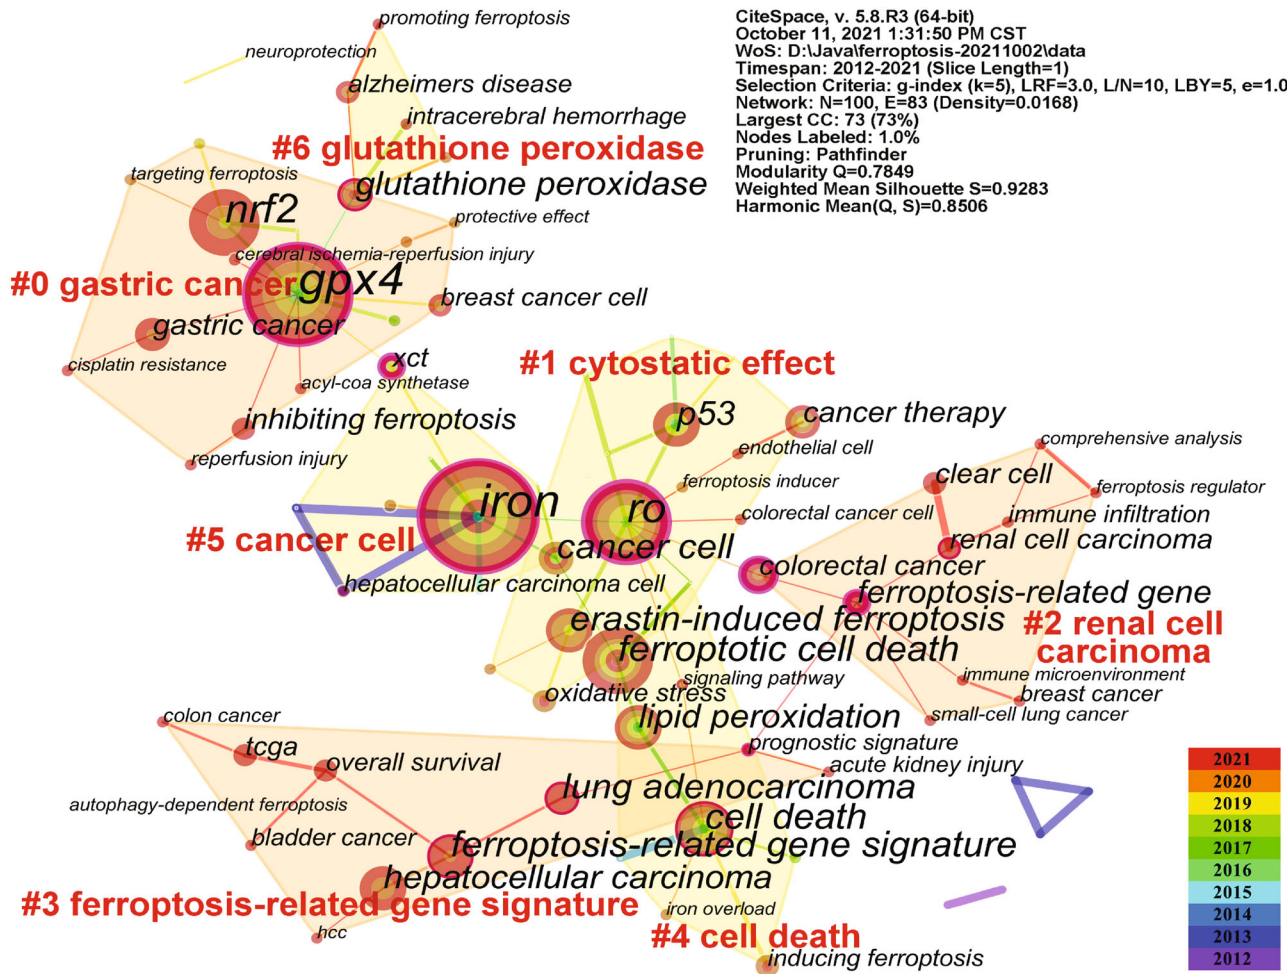 CiteSpace, v. 5.8.R3 (64-bit)
October 11, 2021 1:31:50 PM CST
WoS: D:\Java\ferroptosis-20211002\data
Timespan: 2012-2021 (Slice Length=1)
Selection Criteria: g-index (k=5), LRF=3.0, L/N=10, LBY=5, e=1.0
Network: N=100, E=83 (Density=0.0168)
Largest CC: 73 (73%)
Nodes Labeled: 1.0%
Pruning: Pathfinder
Modularity Q=0.7849
Weighted Mean Silhouette S=0.9283
Harmonic Mean(Q, S)=0.8506
promoting ferroptosis
neuroprotection
alzheimers disease
intracerebral hemorrhage
#6 glutathione peroxidase
glutathione peroxidase
targeting ferroptosis
nrf2
protective effect
cerebral ischemia-reperfusion injury
#0 gastric cancer
gpx4
breast cancer cell
gastric cancer
cisplatin resistance
xct
acyl-coa synthetase
inhibiting ferroptosis
reperfusion injury
#1 cytostatic effect
p53
cancer therapy
endothelial cell
ferroptosis inducer
colorectal cancer cell
iron
ro
#5 cancer cell
cancer cell
hepatocellular carcinoma cell
comprehensive analysis
clear cell
ferroptosis regulator
immune infiltration
renal cell carcinoma
colorectal cancer
ferroptosis-related gene
#2 renal cell
carcinoma
erastin-induced ferroptosis
ferroptotic cell death
signaling pathway
immune microenvironment
breast cancer
small-cell lung cancer
oxidative stress
lipid peroxidation
prognostic signature
acute kidney injury
colon cancer
tcga
overall survival
autophagy-dependent ferroptosis
bladder cancer
lung adenocarcinoma
cell death
ferroptosis-related gene signature
hepatocellular carcinoma
#3 ferroptosis-related gene signature
hcc
iron overload
#4 cell death
inducing ferroptosis
2021
2020
2019
2018
2017
2016
2015
2014
2013
2012